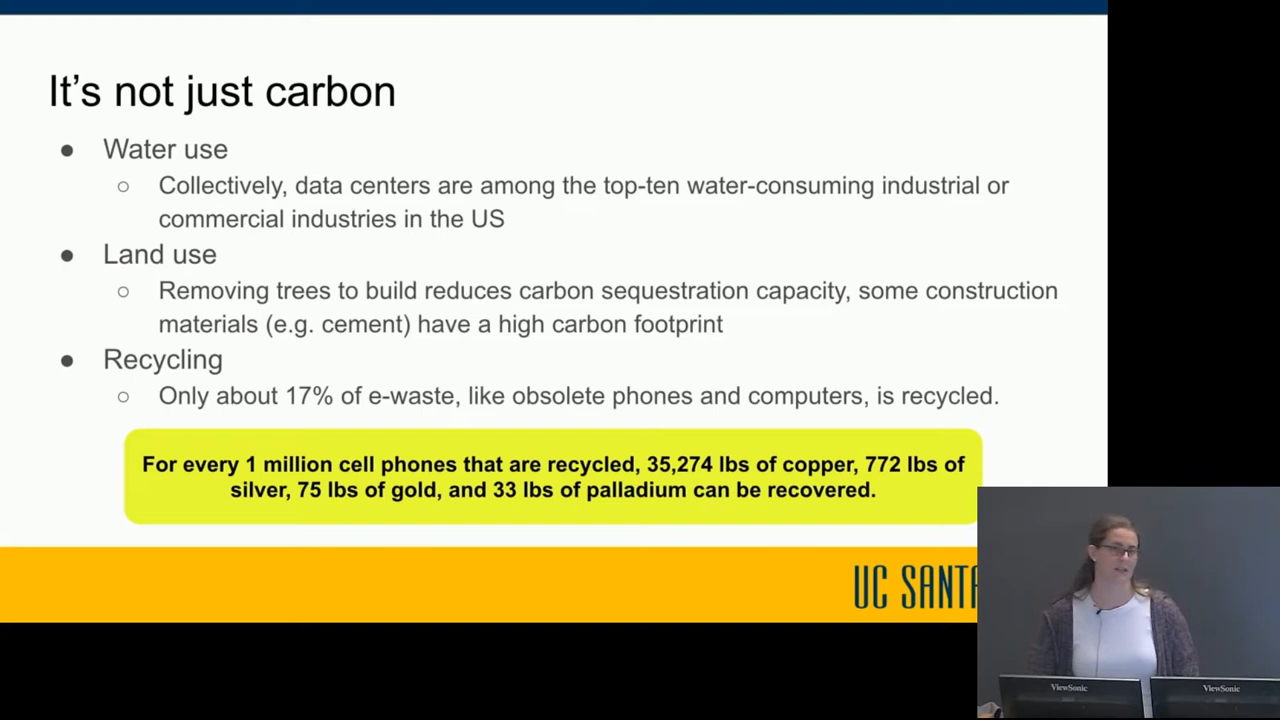 It's not just carbon
● Water use
○ Collectively, data centers are among the top-ten water-consuming industrial or
commercial industries in the US
● Land use
○ Removing trees to build reduces carbon sequestration capacity, some construction
materials (e.g. cement) have a high carbon footprint
● Recycling
○ Only about 17% of e-waste, like obsolete phones and computers, is recycled.
For every 1 million cell phones that are recycled, 35,274 lbs of copper, 772 lbs of
silver, 75 lbs of gold, and 33 lbs of palladium can be recovered.
UC SANTA
ViewSonic
ViewSonic